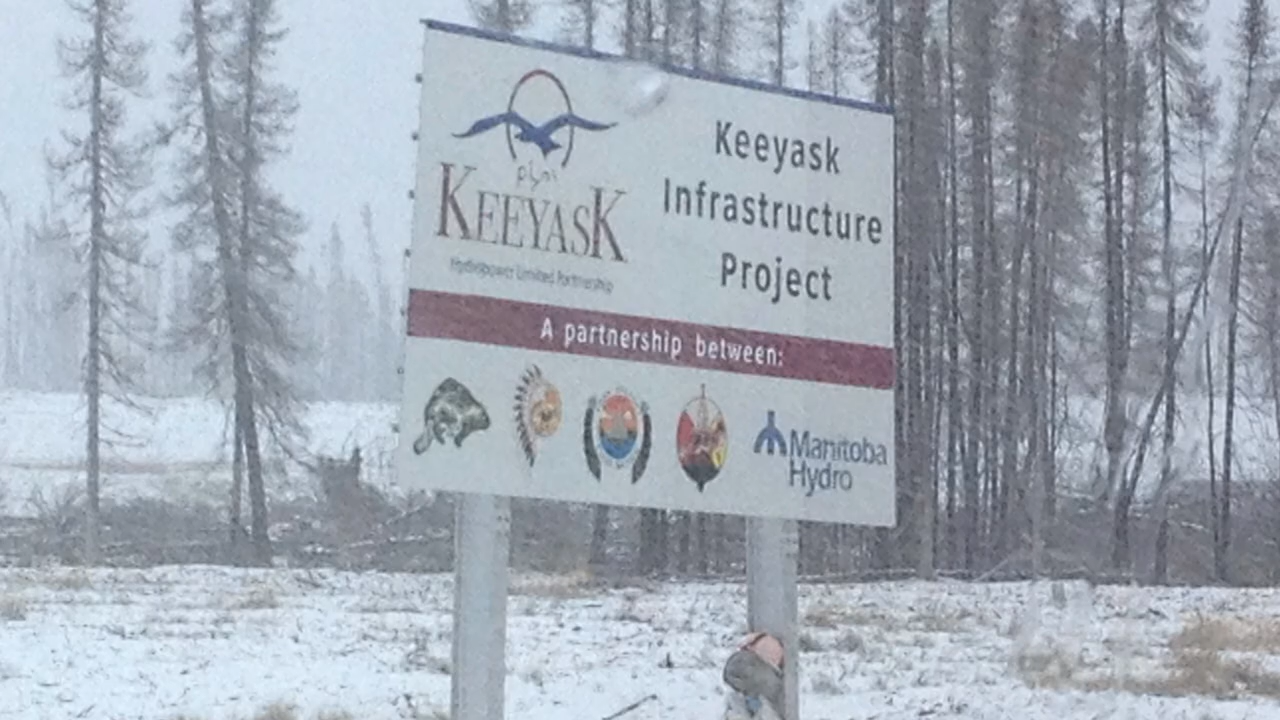 KEEYASK
Hydropower Limited Partnership
Keeyask
Infrastructure
Project
A partnership between:
Manitoba
Hydro